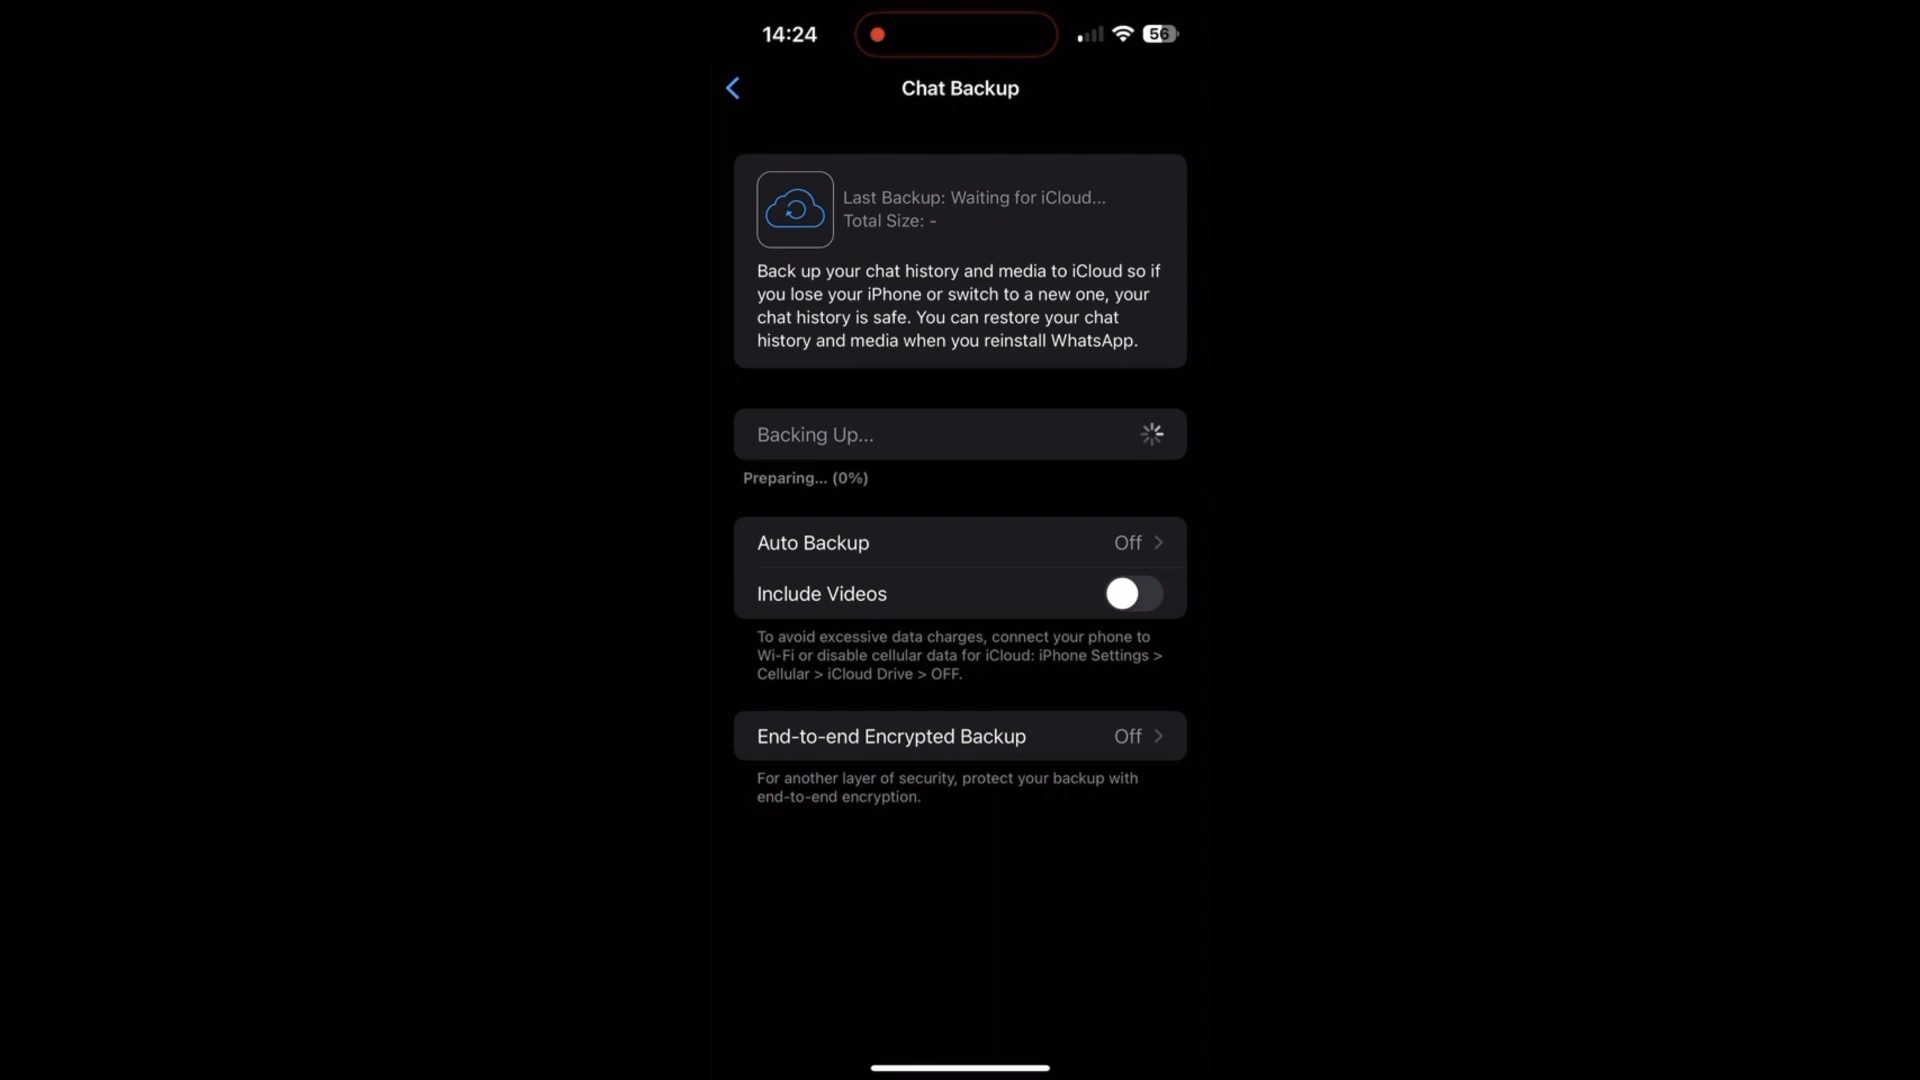 14:24
56
Chat Backup
Last Backup: Waiting for iCloud...
Total Size: -
Back up your chat history and media to iCloud so if
you lose your iPhone or switch to a new one, your
chat history is safe. You can restore your chat
history and media when you reinstall WhatsApp.
Backing Up...
Preparing... (0%)
Auto Backup Off
Include Videos
To avoid excessive data charges, connect your phone to
Wi-Fi or disable cellular data for iCloud: iPhone Settings >
Cellular > iCloud Drive > OFF.
End-to-end Encrypted Backup Off
For another layer of security, protect your backup with
end-to-end encryption.